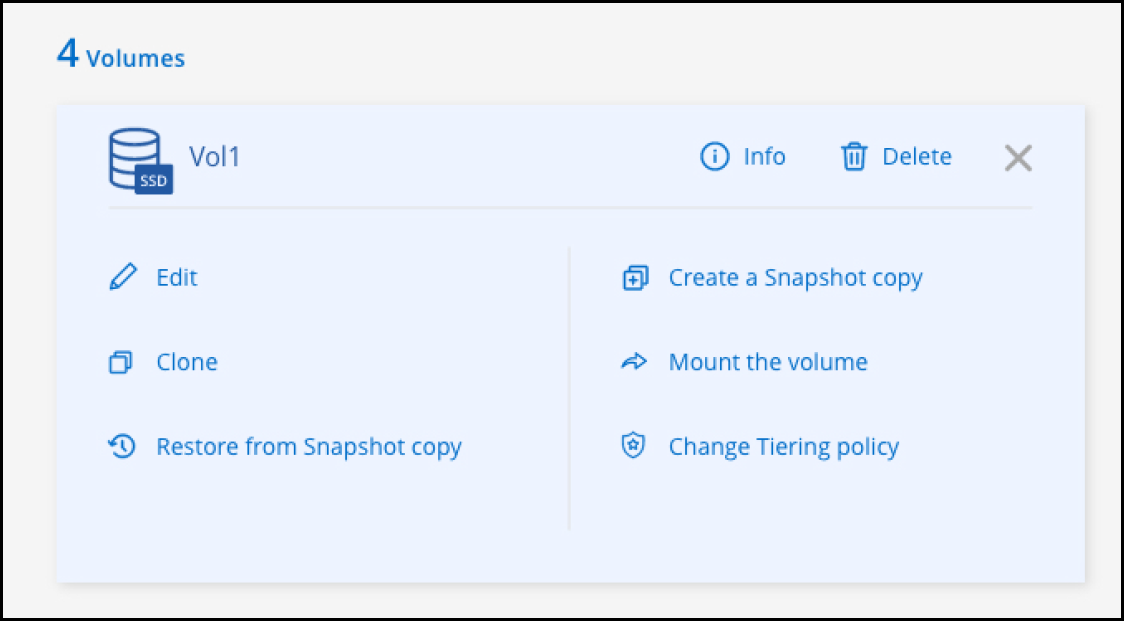 4 Volumes
SSD
Vol1
Info
Delete
Edit
Create a Snapshot copy
Clone
Mount the volume
Restore from Snapshot copy
Change Tiering policy